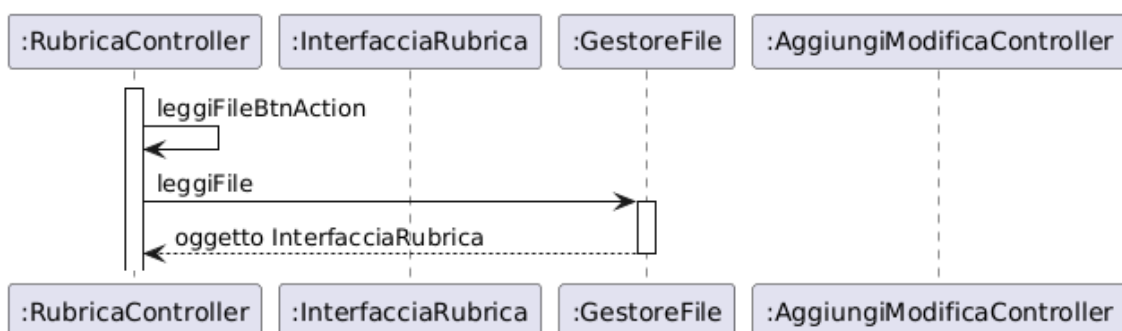 :RubricaController :InterfacciaRubrica :GestoreFile :AggiungiModificaController
leggiFileBtnAction
leggiFile
oggetto InterfacciaRubrica
:RubricaController :InterfacciaRubrica :GestoreFile :AggiungiModificaController